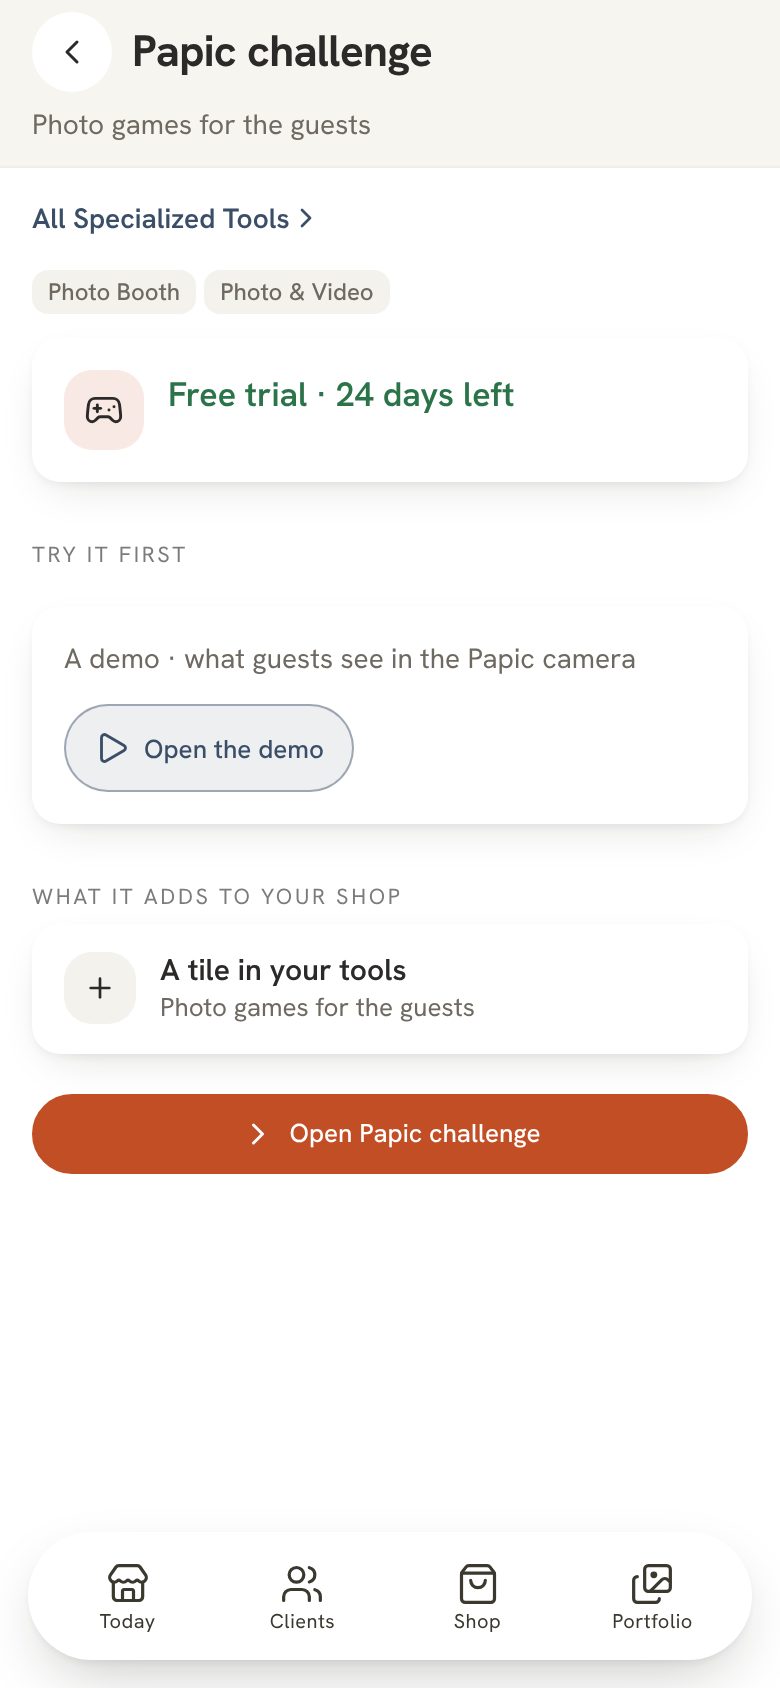 Papic challenge
Photo games for the guests
All Specialized Tools
Photo Booth
Photo & Video
Free trial · 24 days left
TRY IT FIRST
A demo · what guests see in the Papic camera
Open the demo
WHAT IT ADDS TO YOUR SHOP
A tile in your tools
Photo games for the guests
Open Papic challenge
Today
Clients
Shop
Portfolio